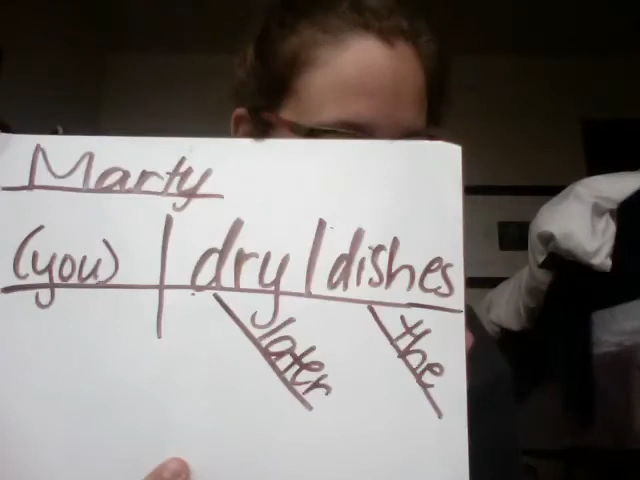 Marty
(you) | dry | dishes
later the